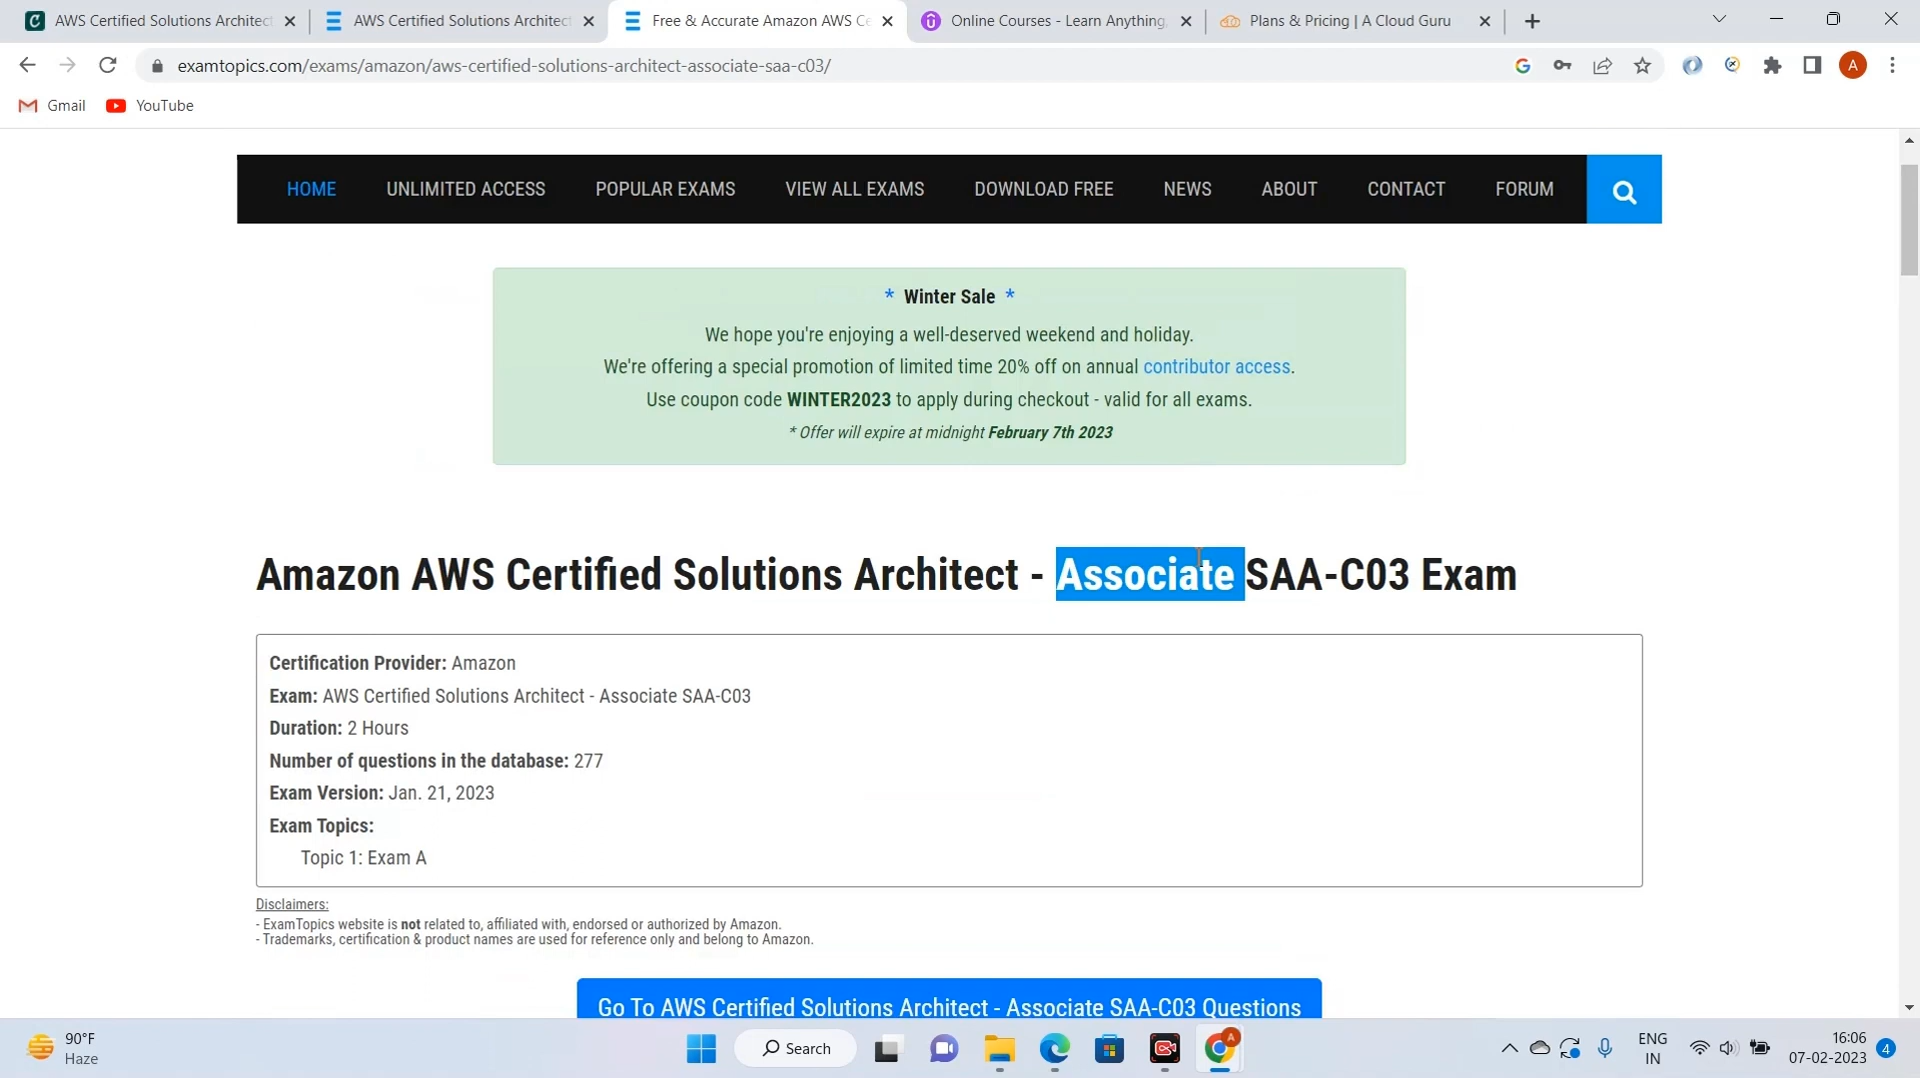 AWS Certified Solutions Architect
AWS Certified Solutions Architect
Free & Accurate Amazon AWS Ce
Online Courses - Learn Anything,
Plans & Pricing | A Cloud Guru
examtopics.com/exams/amazon/aws-certified-solutions-architect-associate-saa-c03/
A
Gmail
YouTube
HOME
UNLIMITED ACCESS
POPULAR EXAMS
VIEW ALL EXAMS
DOWNLOAD FREE
NEWS
ABOUT
CONTACT
FORUM
* Winter Sale *
We hope you're enjoying a well-deserved weekend and holiday.
We're offering a special promotion of limited time 20% off on annual contributor access.
Use coupon code WINTER2023 to apply during checkout - valid for all exams.
* Offer will expire at midnight February 7th 2023
Amazon AWS Certified Solutions Architect - Associate SAA-C03 Exam
Certification Provider: Amazon
Exam: AWS Certified Solutions Architect - Associate SAA-C03
Duration: 2 Hours
Number of questions in the database: 277
Exam Version: Jan. 21, 2023
Exam Topics:
Topic 1: Exam A
Disclaimers:
- ExamTopics website is not related to, affiliated with, endorsed or authorized by Amazon.
- Trademarks, certification & product names are used for reference only and belong to Amazon.
Go To AWS Certified Solutions Architect - Associate SAA-C03 Questions
90°F
Haze
Search
A
ENG
IN
16:06
07-02-2023
4